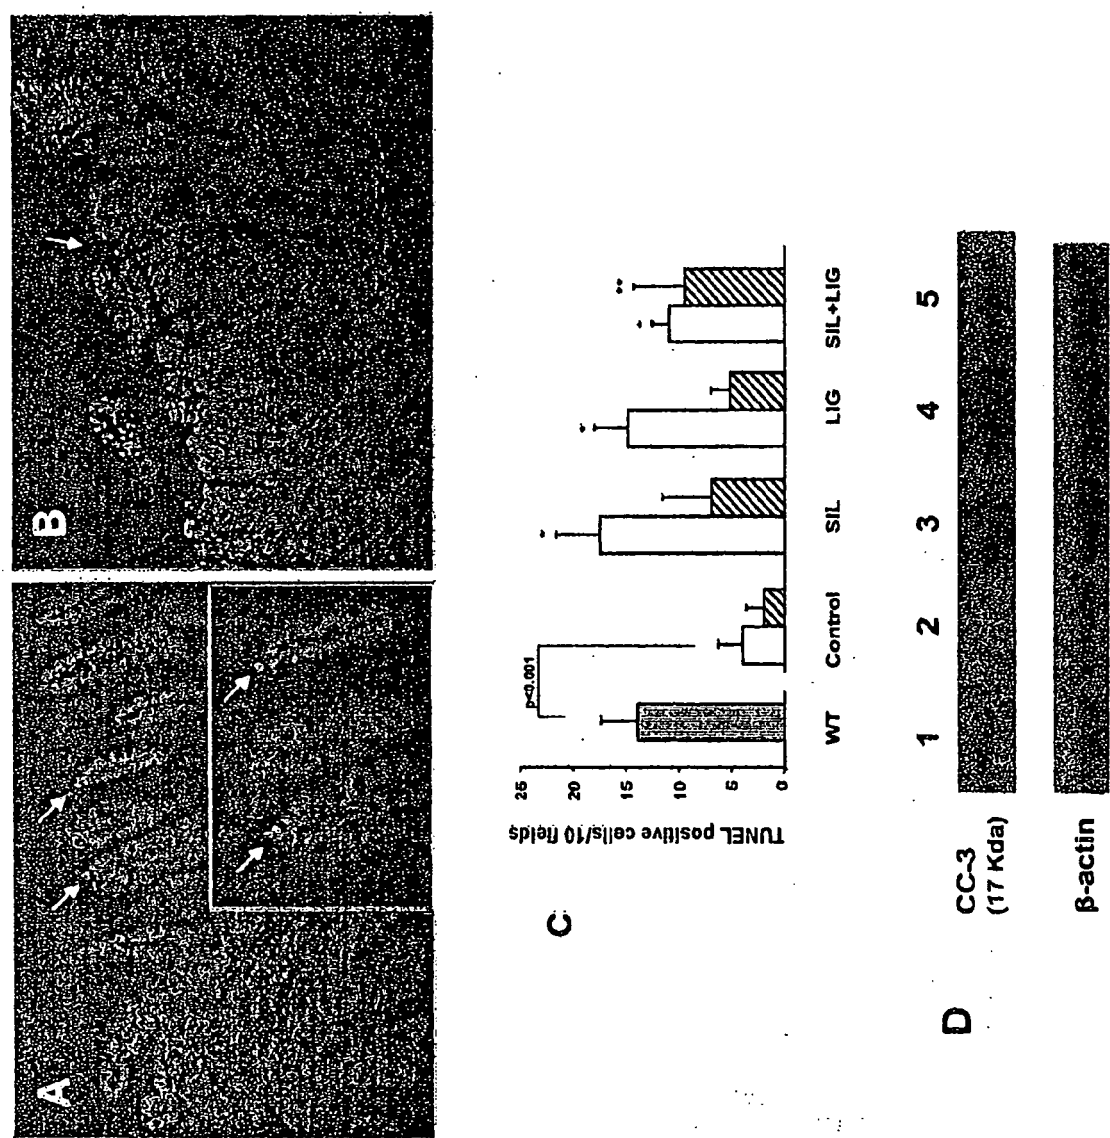 A
B
C
TUNEL positive cells/10 fields
25
20
15
10
5
0
p<0.001
*
*
*
**
WT
Control
SIL
LIG
SIL+LIG
D
1 2 3 4 5
CC-3
(17 Kda)
β-actin